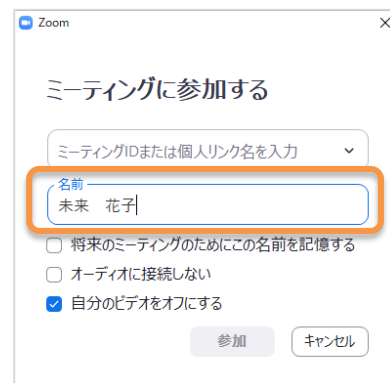 Zoom
ミーティングに参加する
ミーティングIDまたは個人リンク名を入力
名前
未来　花子
将来のミーティングのためにこの名前を記憶する
オーディオに接続しない
自分のビデオをオフにする
参加 キャンセル